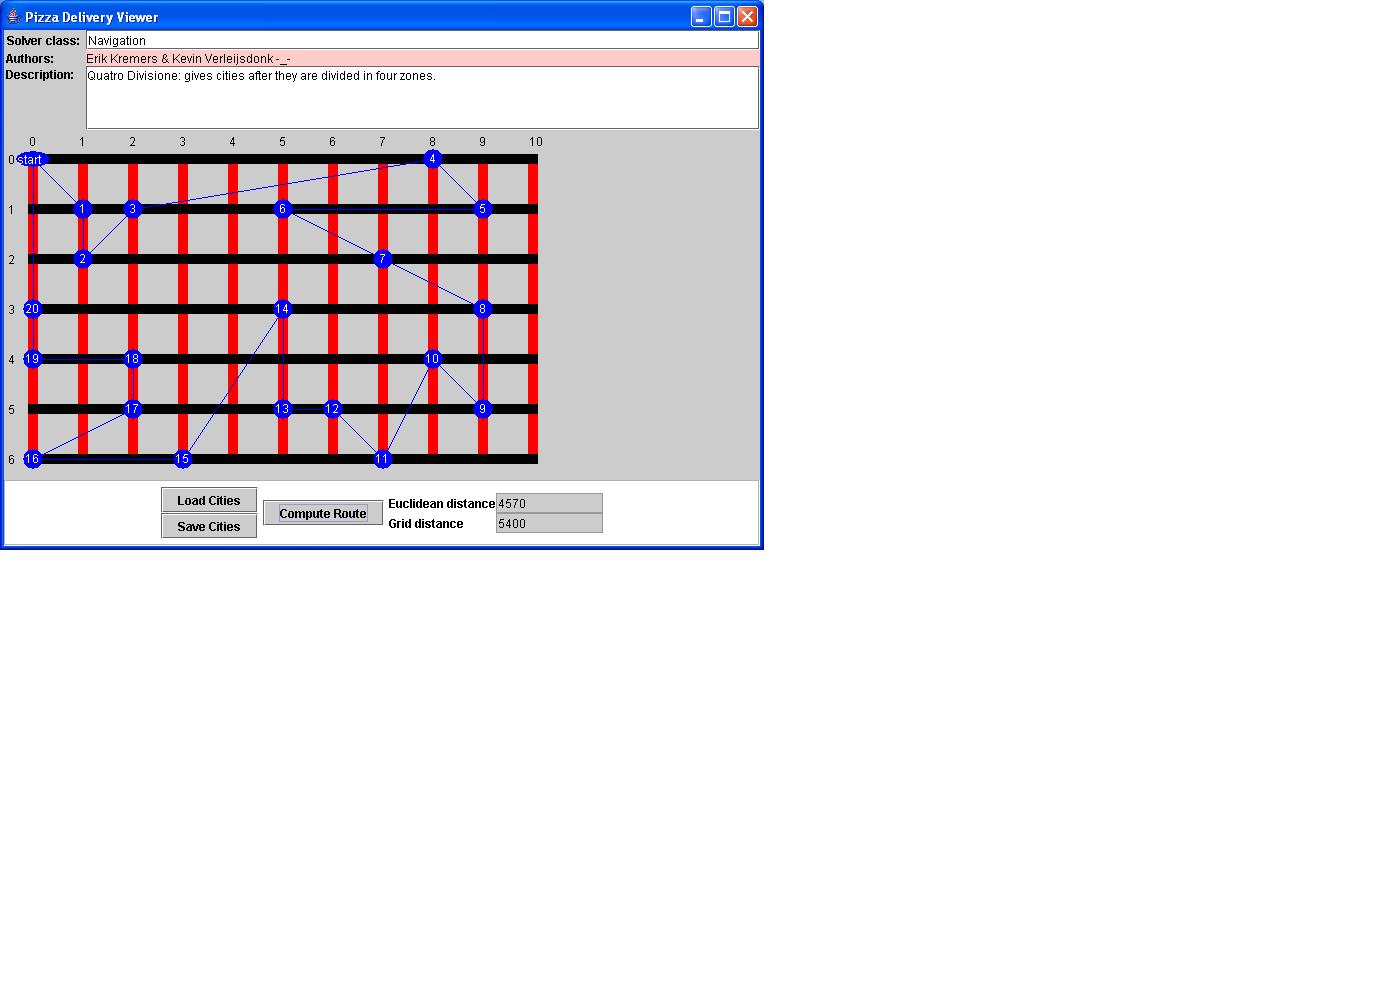 Pizza Delivery Viewer
Solver class: Navigation
Authors: Erik Kremers & Kevin Verleijsdonk -_-
Description: Quatro Divisione: gives cities after they are divided in four zones.
0 1 2 3 4 5 6 7 8 9 10
0 start 4
1 1 3 6 5
2 2 7
3 20 14 8
4 19 18 10
5 17 13 12 9
6 16 15 11
Load Cities
Save Cities
Compute Route
Euclidean distance 4570
Grid distance 5400